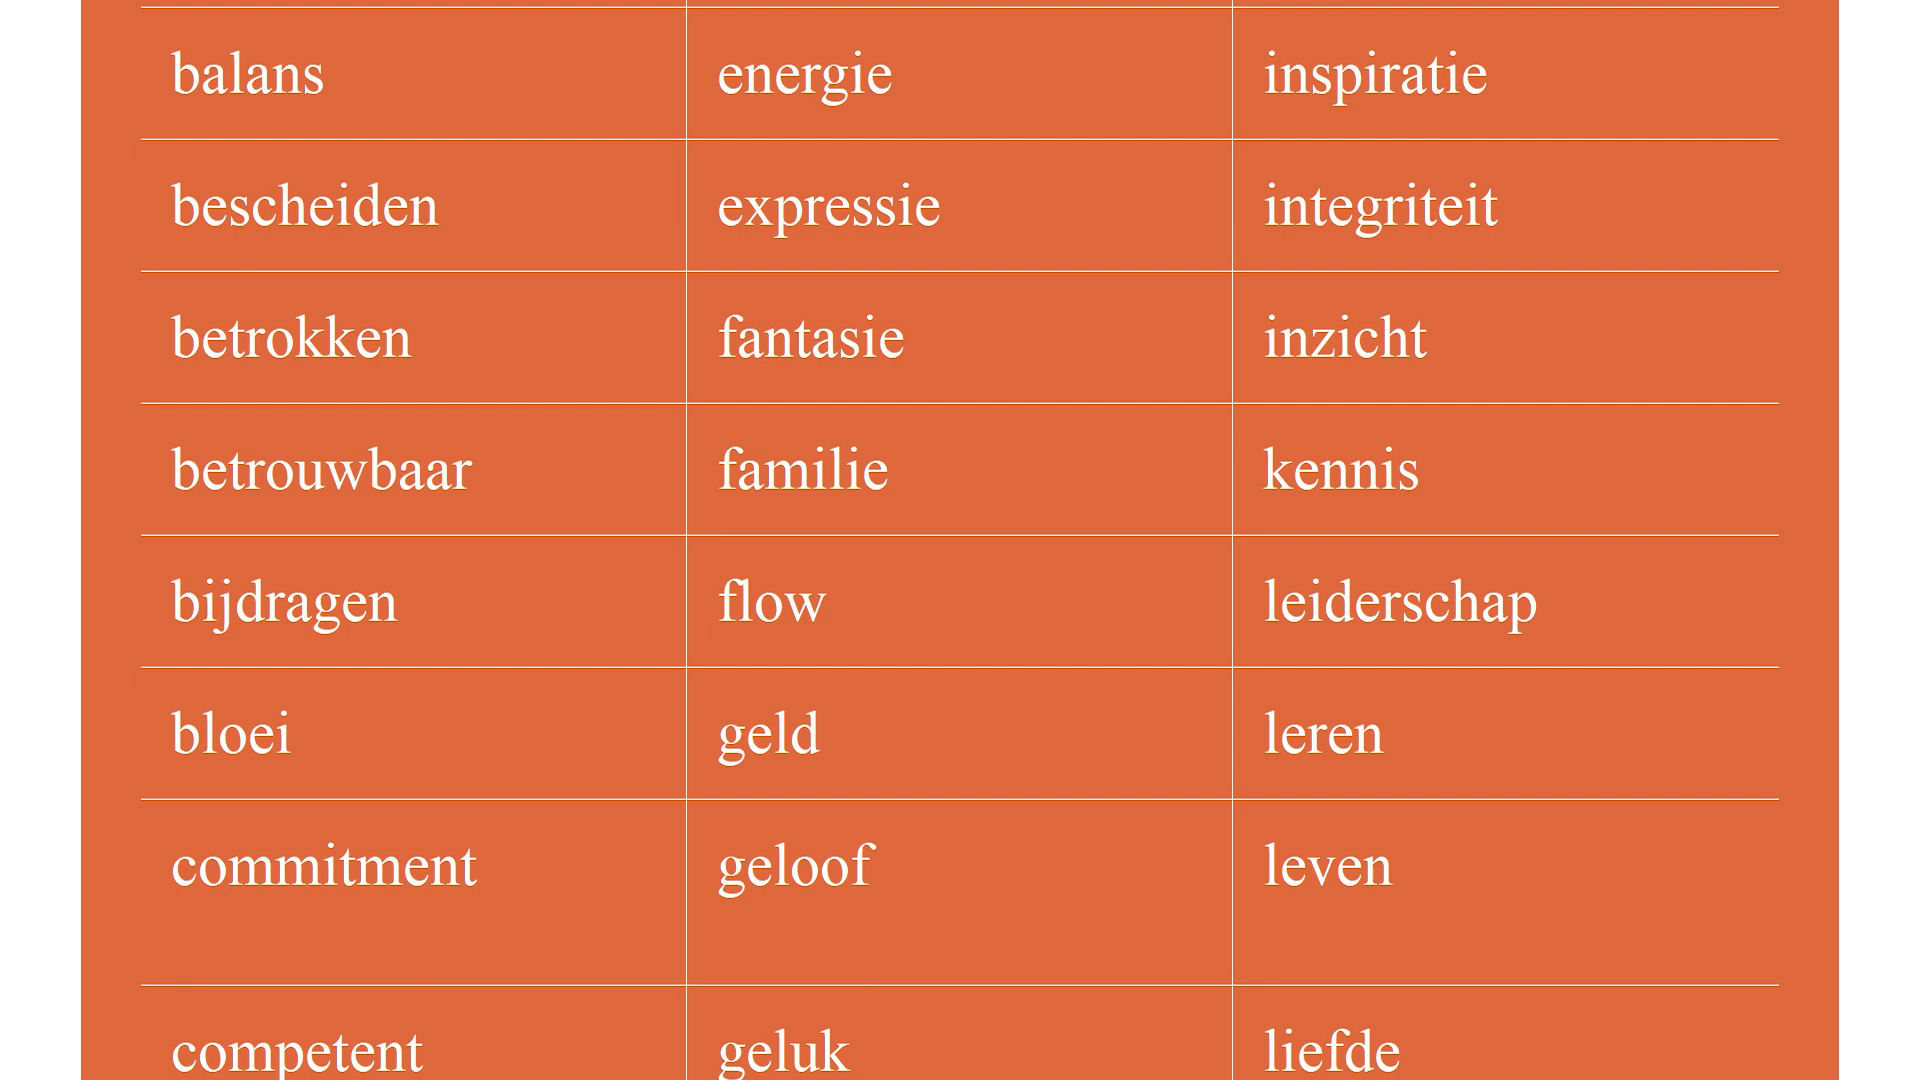 balans energie inspiratie
bescheiden expressie integriteit
betrokken fantasie inzicht
betrouwbaar familie kennis
bijdragen flow leiderschap
bloei geld leren
commitment geloof leven
competent geluk liefde